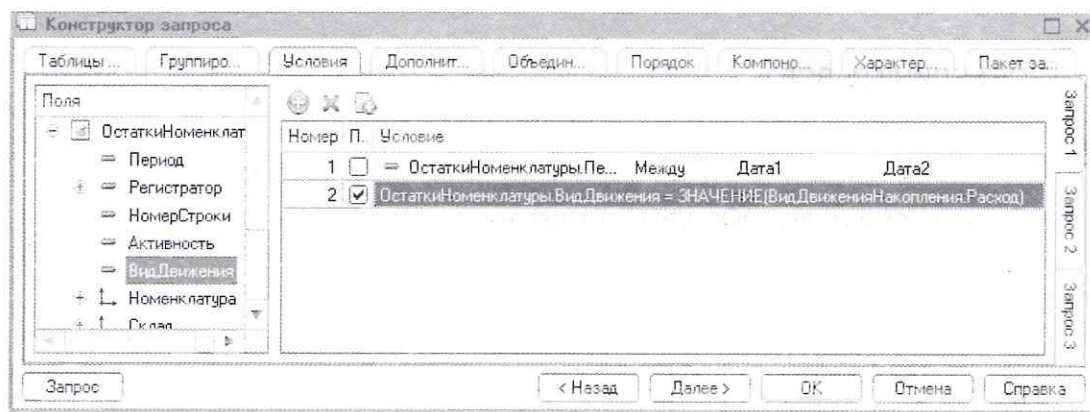 Конструктор запроса
Таблицы ... Группиро... Условия Дополнит... Объедин... Порядок Компоно... Характер... Пакет за...
Поля
ОстаткиНоменклат
Период
Регистратор
НомерСтроки
Активность
ВидДвижения
Номенклатура
Склад
Номер П.. Условие
1 ОстаткиНоменклатуры.Пе... Между Дата1 Дата2
2 ОстаткиНоменклатуры.ВидДвижения = ЗНАЧЕНИЕ(ВидДвиженияНакопления.Расход)
Запрос 1
Запрос 2
Запрос 3
Запрос < Назад Далее > OK Отмена Справка